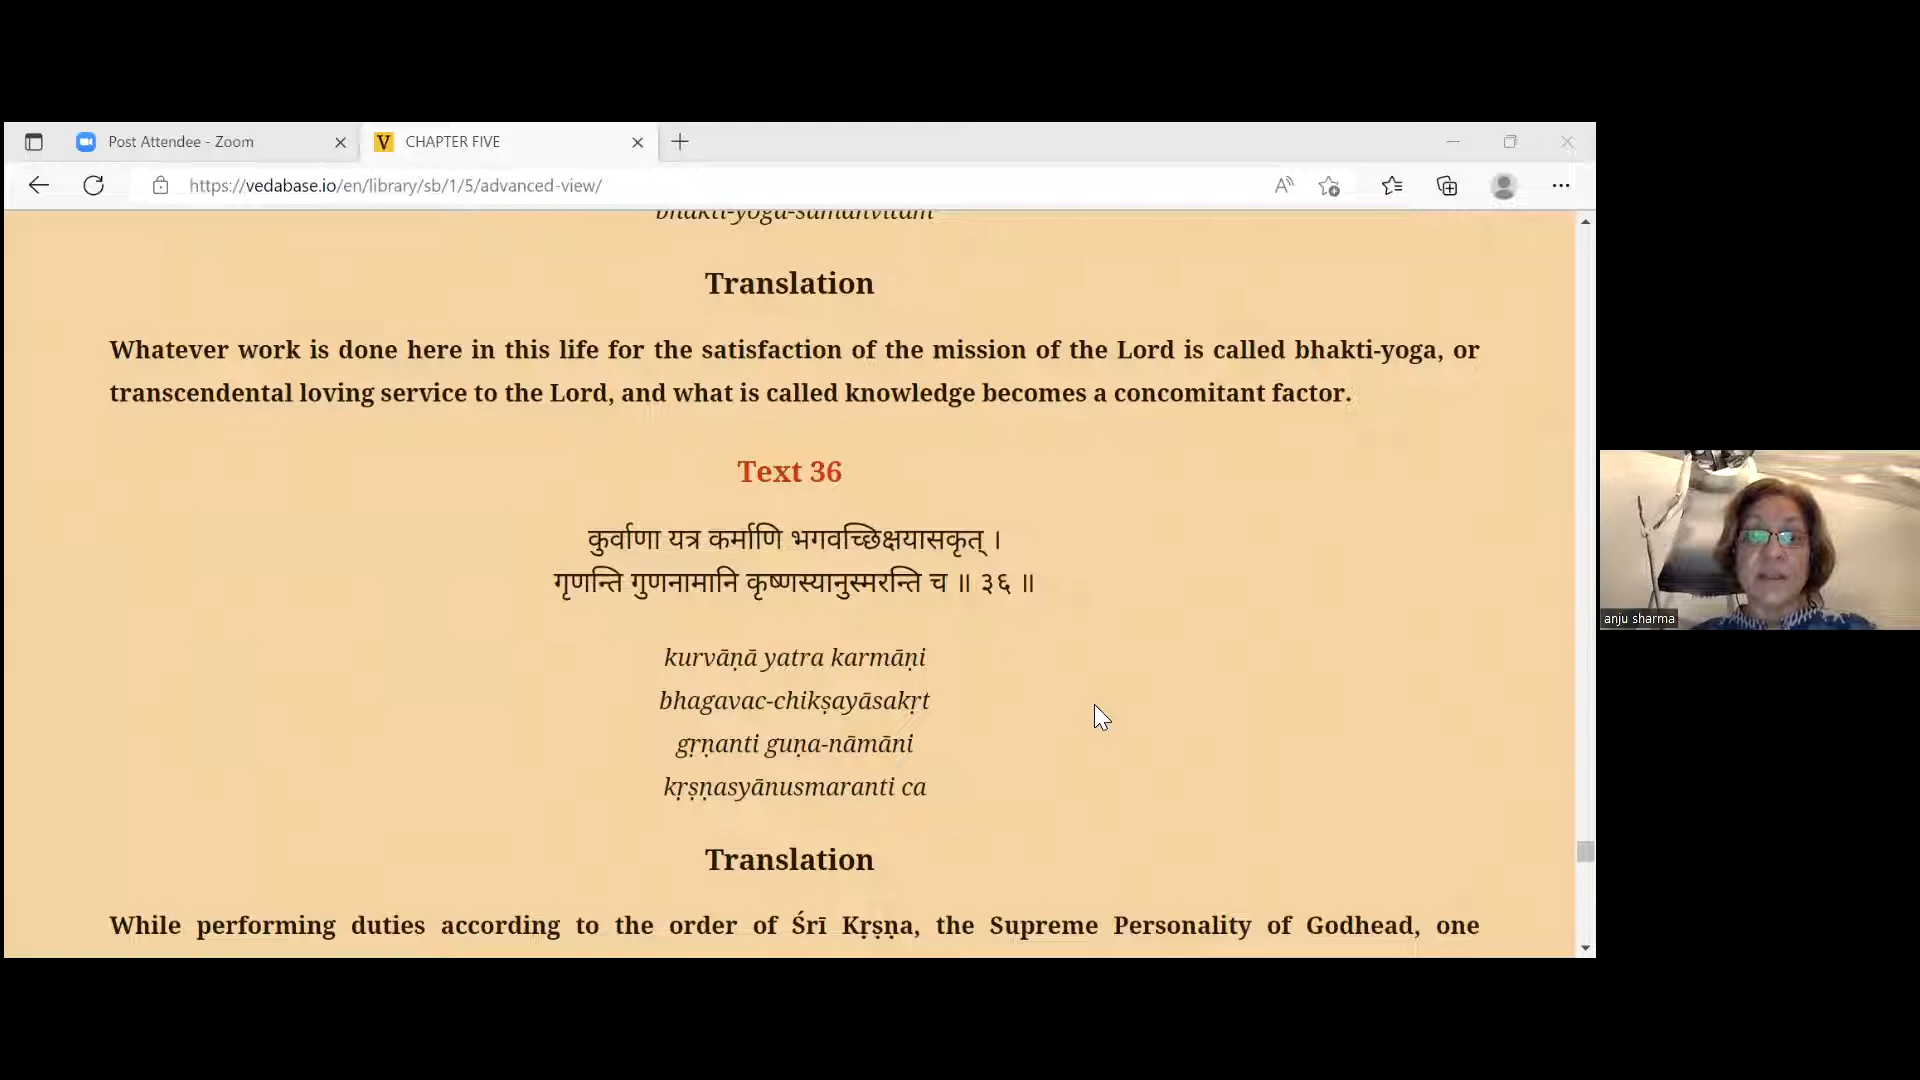 Post Attendee - Zoom
CHAPTER FIVE
https://vedabase.io/en/library/sb/1/5/advanced-view/
bhakti-yoga-samanvitam
Translation
Whatever work is done here in this life for the satisfaction of the mission of the Lord is called bhakti-yoga, or
transcendental loving service to the Lord, and what is called knowledge becomes a concomitant factor.
Text 36
कुर्वाणा यत्र कर्माणि भगवच्छिक्षयासकृत् ।
गृणन्ति गुणनामानि कृष्णस्यानुस्मरन्ति च ॥ ३६ ॥
kurvāṇā yatra karmāṇi
bhagavac-chikṣayāsakṛt
gṛṇanti guṇa-nāmāni
kṛṣṇasyānusmaranti ca
Translation
While performing duties according to the order of Śrī Kṛṣṇa, the Supreme Personality of Godhead, one
anju sharma